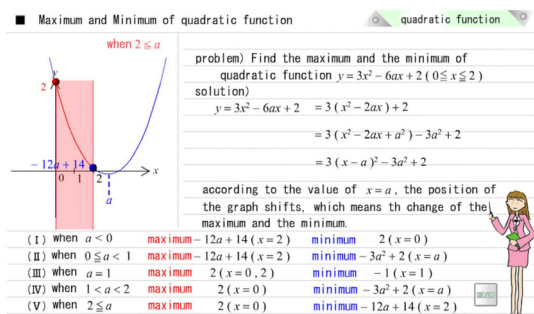 ■ Maximum and Minimum of quadratic function
quadratic function
when 2 ≦ a
y
2
-12a+14
0 1 2
x
a
problem) Find the maximum and the minimum of
quadratic function y = 3x² - 6ax + 2 ( 0 ≦ x ≦ 2 )
solution)
y = 3x² - 6ax + 2 = 3 ( x² - 2ax ) + 2
= 3 ( x² - 2ax + a² ) - 3a² + 2
= 3 ( x - a )² - 3a² + 2
according to the value of x = a , the position of
the graph shifts, which means th change of the
maximum and the minimum.
(Ⅰ) when a < 0 maximum -12a + 14 ( x = 2 ) minimum 2 ( x = 0 )
(Ⅱ) when 0 ≦ a < 1 maximum -12a + 14 ( x = 2 ) minimum -3a² + 2 ( x = a )
(Ⅲ) when a = 1 maximum 2 ( x = 0 , 2 ) minimum -1 ( x = 1 )
(Ⅳ) when 1 < a < 2 maximum 2 ( x = 0 ) minimum -3a² + 2 ( x = a )
(Ⅴ) when 2 ≦ a maximum 2 ( x = 0 ) minimum -12a + 14 ( x = 2 )